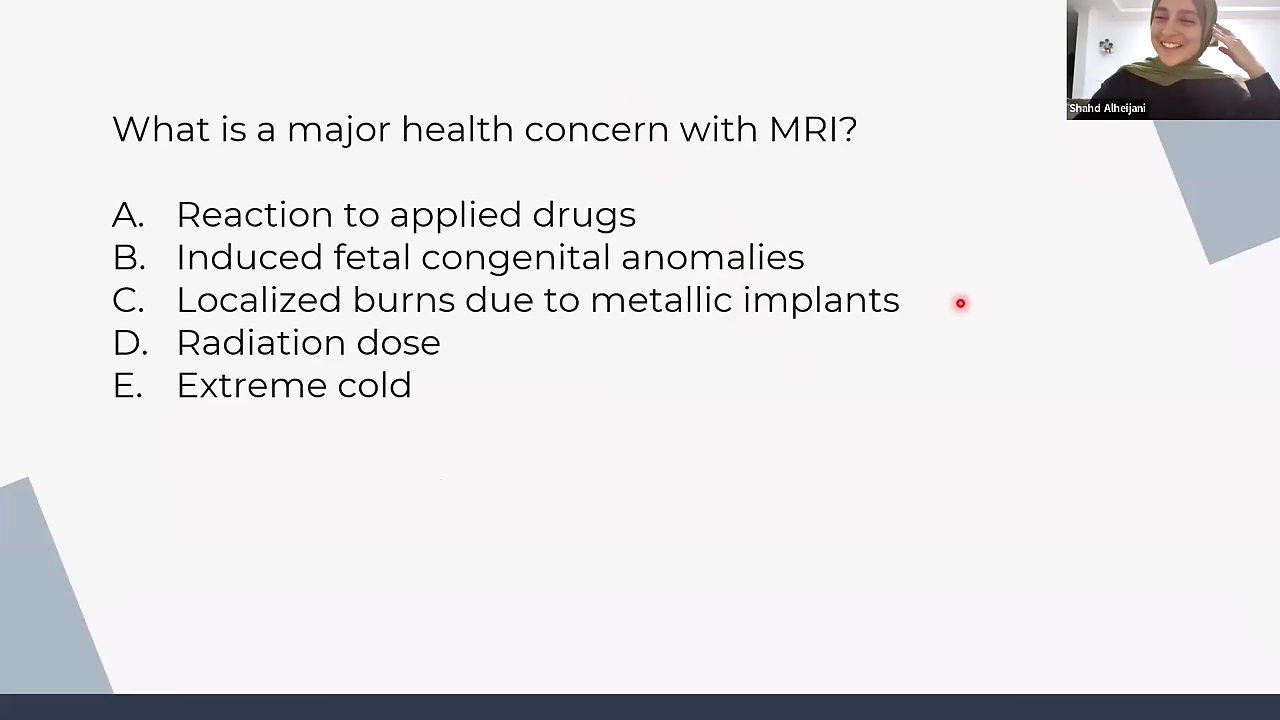 What is a major health concern with MRI?
A. Reaction to applied drugs
B. Induced fetal congenital anomalies
C. Localized burns due to metallic implants
D. Radiation dose
E. Extreme cold
Shahd Alheijani